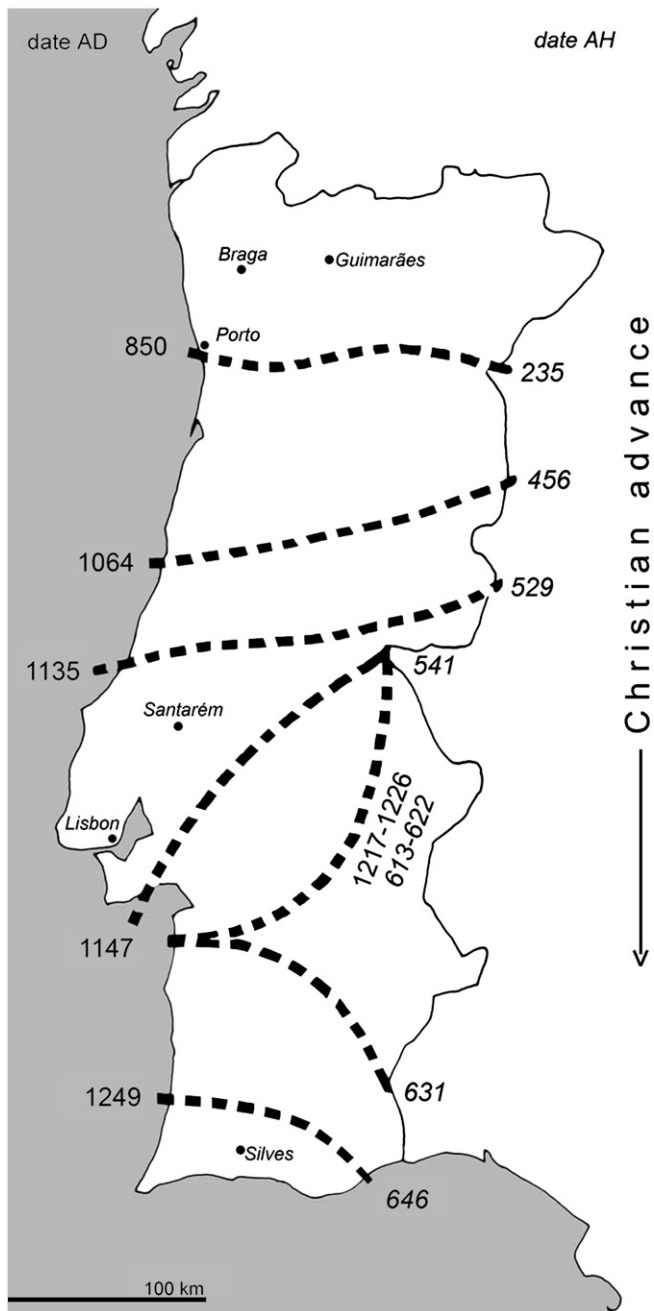 date AD
date AH
Braga
Guimarães
Porto
850
235
456
1064
529
1135
541
Santarém
1217-1226
613-622
Lisbon
1147
631
1249
Silves
646
100 km
Christian advance